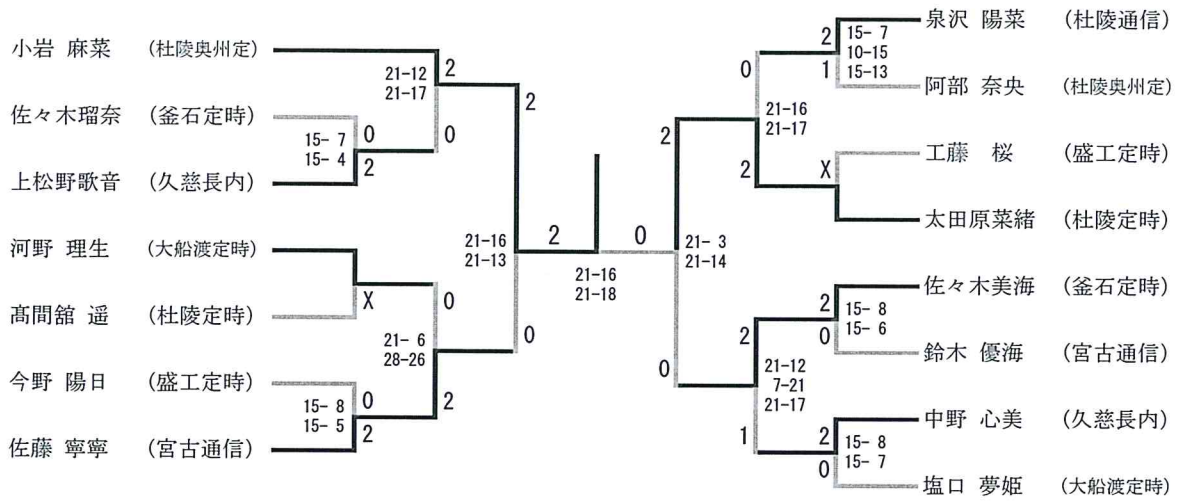 小岩 麻菜 (杜陵奥州定)
佐々木瑠奈 (釜石定時)
上松野歌音 (久慈長内)
河野 理生 (大船渡定時)
髙間舘 遥 (杜陵定時)
今野 陽日 (盛工定時)
佐藤 寧寧 (宮古通信)
15- 7
15- 4
0
2
21-12
21-17
2
0
X
15- 8
15- 5
0
2
21- 6
28-26
0
2
21-16
21-13
2
0
2
0
21-16
21-18
21- 3
21-14
2
0
0
2
21-16
21-17
2
1
21-12
7-21
21-17
2
1
15- 7
10-15
15-13
X
2
0
15- 8
15- 6
2
0
15- 8
15- 7
泉沢 陽菜 (杜陵通信)
阿部 奈央 (杜陵奥州定)
工藤 桜 (盛工定時)
太田原菜緒 (杜陵定時)
佐々木美海 (釜石定時)
鈴木 優海 (宮古通信)
中野 心美 (久慈長内)
塩口 夢姫 (大船渡定時)